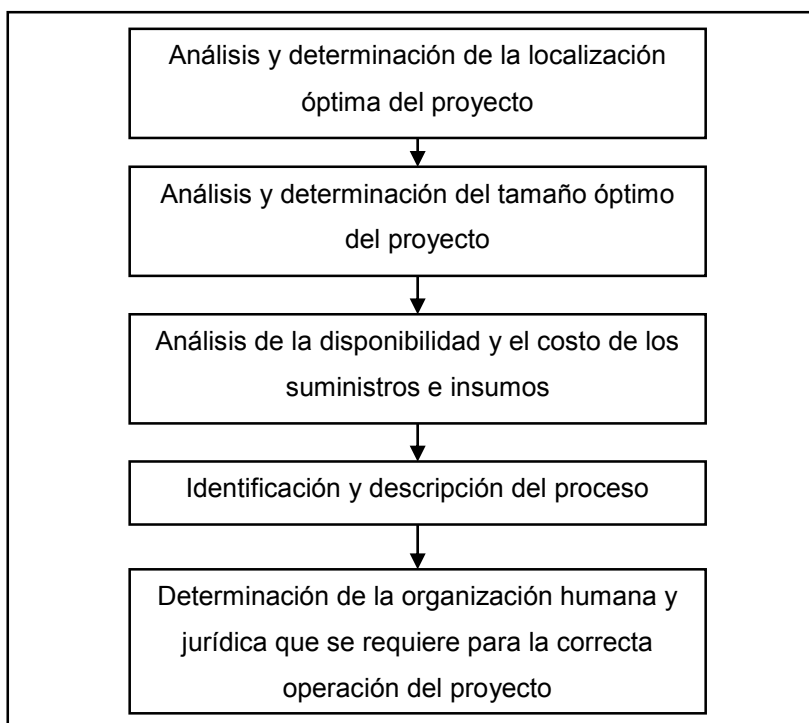 Análisis y determinación de la localización
óptima del proyecto
Análisis y determinación del tamaño óptimo
del proyecto
Análisis de la disponibilidad y el costo de los
suministros e insumos
Identificación y descripción del proceso
Determinación de la organización humana y
jurídica que se requiere para la correcta
operación del proyecto